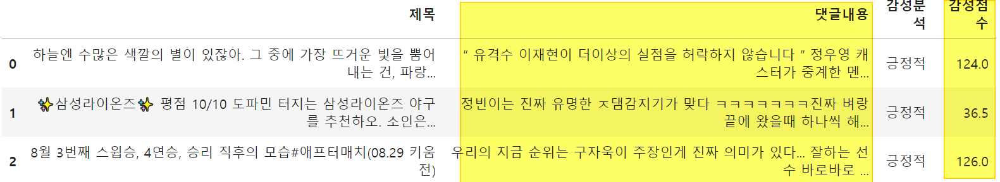 제목 댓글내용 감성분석 감성점수
0 하늘엔 수많은 색깔의 별이 있잖아. 그 중에 가장 뜨거운 빛을 뿜어내는 건, 파랑... “ 유격수 이재현이 더이상의 실점을 허락하지 않습니다 ” 정우영 캐스터가 중계한 멘... 긍정적 124.0
1 ✨삼성라이온즈✨ 평점 10/10 도파민 터지는 삼성라이온즈 야구를 추천하오. 소인은... 정빈이는 진짜 유명한 ㅈ댐감지기가 맞다 ㅋㅋㅋㅋㅋㅋㅋ진짜 벼랑끝에 왔을때 하나씩 해... 긍정적 36.5
2 8월 3번째 스윕승, 4연승, 승리 직후의 모습#애프터매치(08.29 키움전) 우리의 지금 순위는 구자욱이 주장인게 진짜 의미가 있다... 잘하는 선수 바로바로 ... 긍정적 126.0